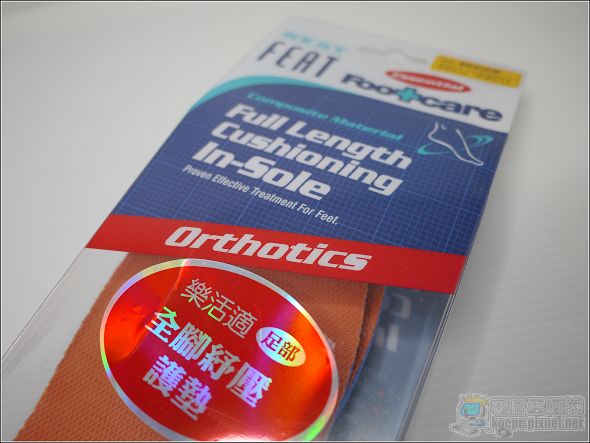 NEAT
FEAT
Essential
Footcare
Composite Material
Full Length
Cushioning
In-Sole
Proven Effective Treatment For Feet.
Orthotics
樂活適
足部
全腳紓壓
護墊